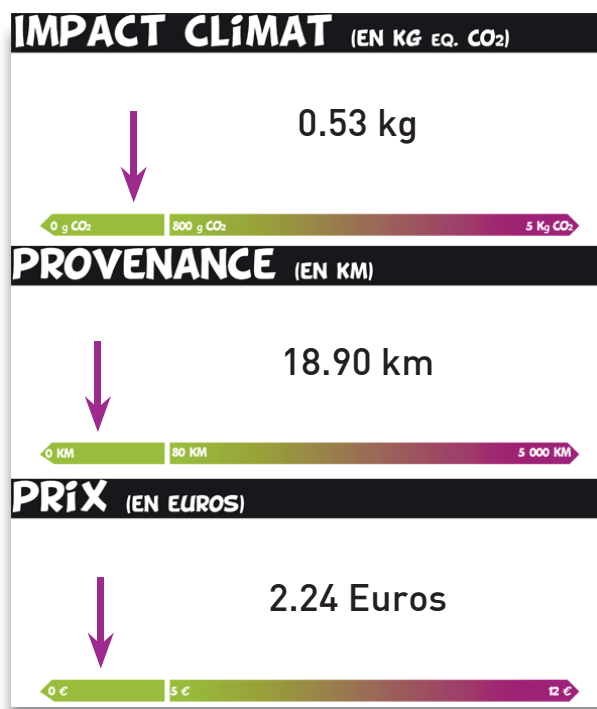 IMPACT CLiMAT (EN KG EQ. CO2)
0.53 kg
0 g CO2 800 g CO2 5 Kg CO2
PROVENANCE (EN KM)
18.90 km
0 KM 80 KM 5 000 KM
PRiX (EN EUROS)
2.24 Euros
0 € 5 € 12 €